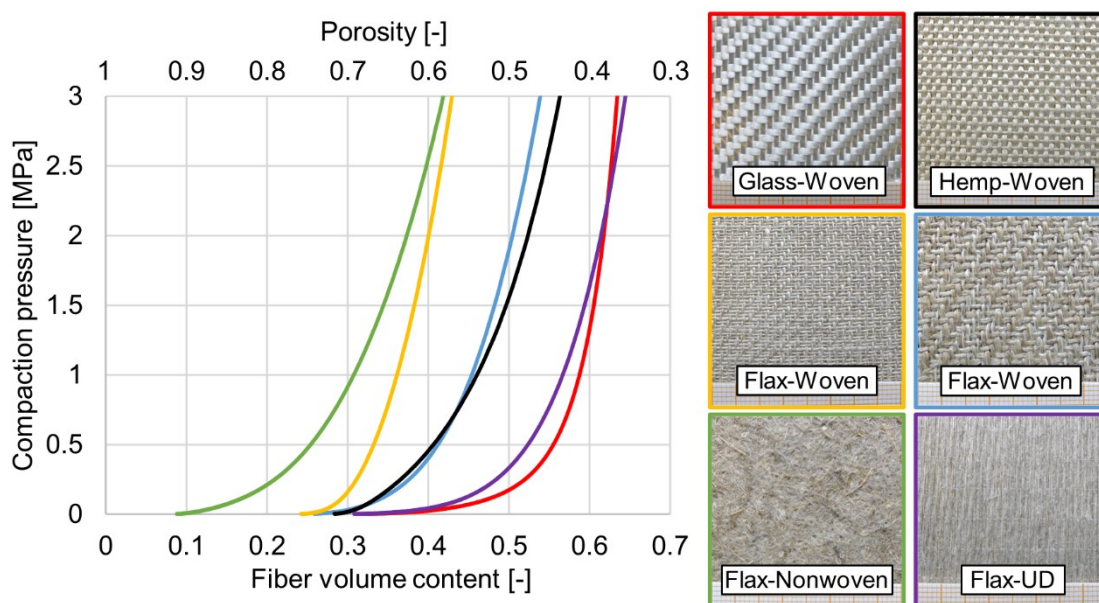 Porosity [-]
1 0.9 0.8 0.7 0.6 0.5 0.4 0.3
Compaction pressure [MPa]
3
2.5
2
1.5
1
0.5
0
0 0.1 0.2 0.3 0.4 0.5 0.6 0.7
Fiber volume content [-]
Glass-Woven
Hemp-Woven
Flax-Woven
Flax-Woven
Flax-Nonwoven
Flax-UD